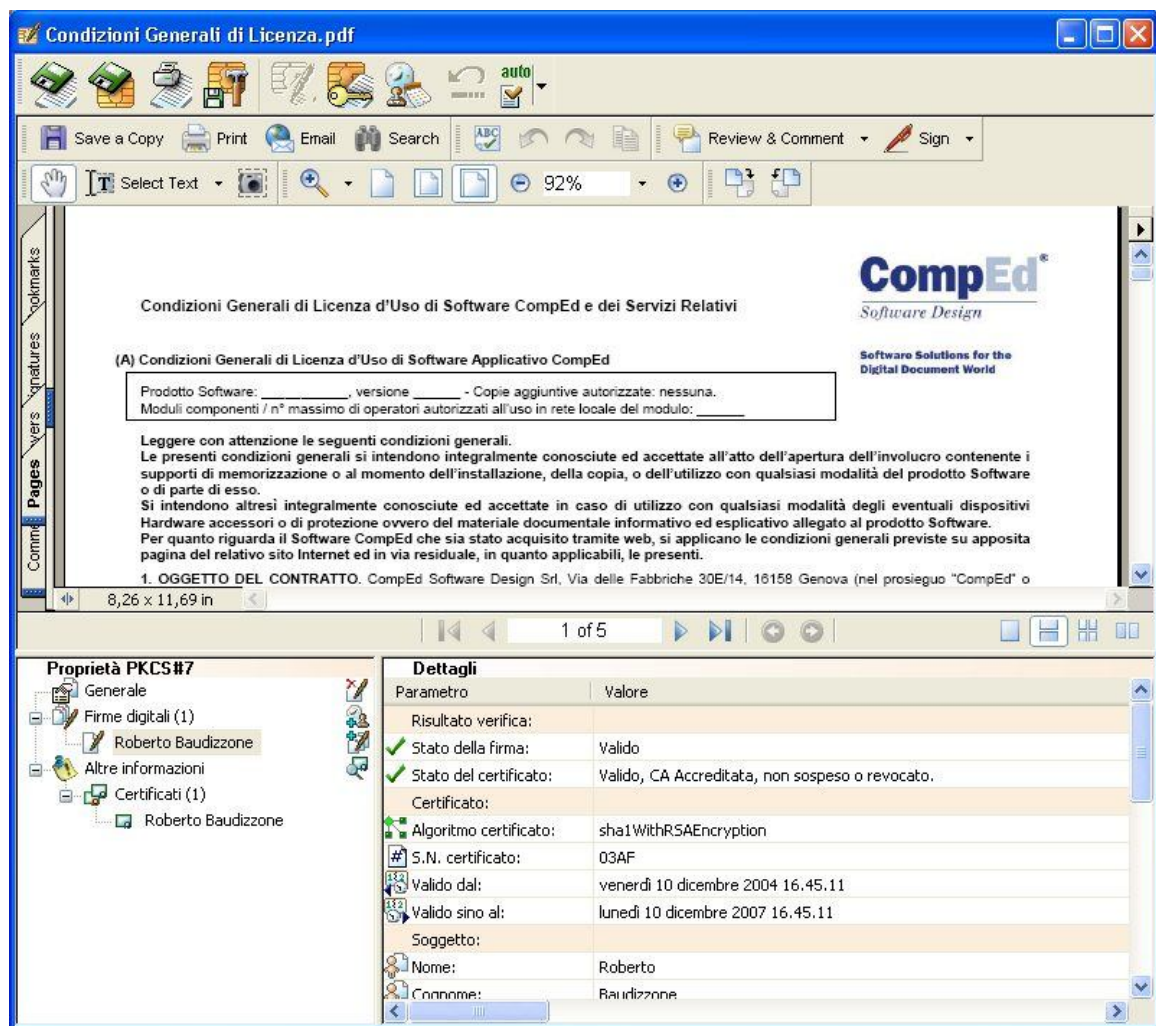 Condizioni Generali di Licenza.pdf
auto
Save a Copy Print Email Search ABC Review & Comment Sign
T Select Text 92%
ookmarks
gnatures
yers
Pages
Comme
CompEd®
Software Design
Software Solutions for the
Digital Document World
Condizioni Generali di Licenza d'Uso di Software CompEd e dei Servizi Relativi
(A) Condizioni Generali di Licenza d'Uso di Software Applicativo CompEd
Prodotto Software: ____________, versione ______ - Copie aggiuntive autorizzate: nessuna.
Moduli componenti / n° massimo di operatori autorizzati all'uso in rete locale del modulo: ______
Leggere con attenzione le seguenti condizioni generali.
Le presenti condizioni generali si intendono integralmente conosciute ed accettate all'atto dell'apertura dell'involucro contenente i
supporti di memorizzazione o al momento dell'installazione, della copia, o dell'utilizzo con qualsiasi modalità del prodotto Software
o di parte di esso.
Si intendono altresì integralmente conosciute ed accettate in caso di utilizzo con qualsiasi modalità degli eventuali dispositivi
Hardware accessori o di protezione ovvero del materiale documentale informativo ed esplicativo allegato al prodotto Software.
Per quanto riguarda il Software CompEd che sia stato acquisito tramite web, si applicano le condizioni generali previste su apposita
pagina del relativo sito Internet ed in via residuale, in quanto applicabili, le presenti.
1. OGGETTO DEL CONTRATTO. CompEd Software Design Srl, Via delle Fabbriche 30E/14, 16158 Genova (nel prosieguo "CompEd" o
8,26 x 11,69 in
1 of 5
Proprietà PKCS#7
Generale
Firme digitali (1)
Roberto Baudizzone
Altre informazioni
Certificati (1)
Roberto Baudizzone
Dettagli
Parametro Valore
Risultato verifica:
Stato della firma: Valido
Stato del certificato: Valido, CA Accreditata, non sospeso o revocato.
Certificato:
Algoritmo certificato: sha1WithRSAEncryption
# S.N. certificato: 03AF
Valido dal: venerdì 10 dicembre 2004 16.45.11
Valido sino al: lunedì 10 dicembre 2007 16.45.11
Soggetto:
Nome: Roberto
Cognome: Baudizzone